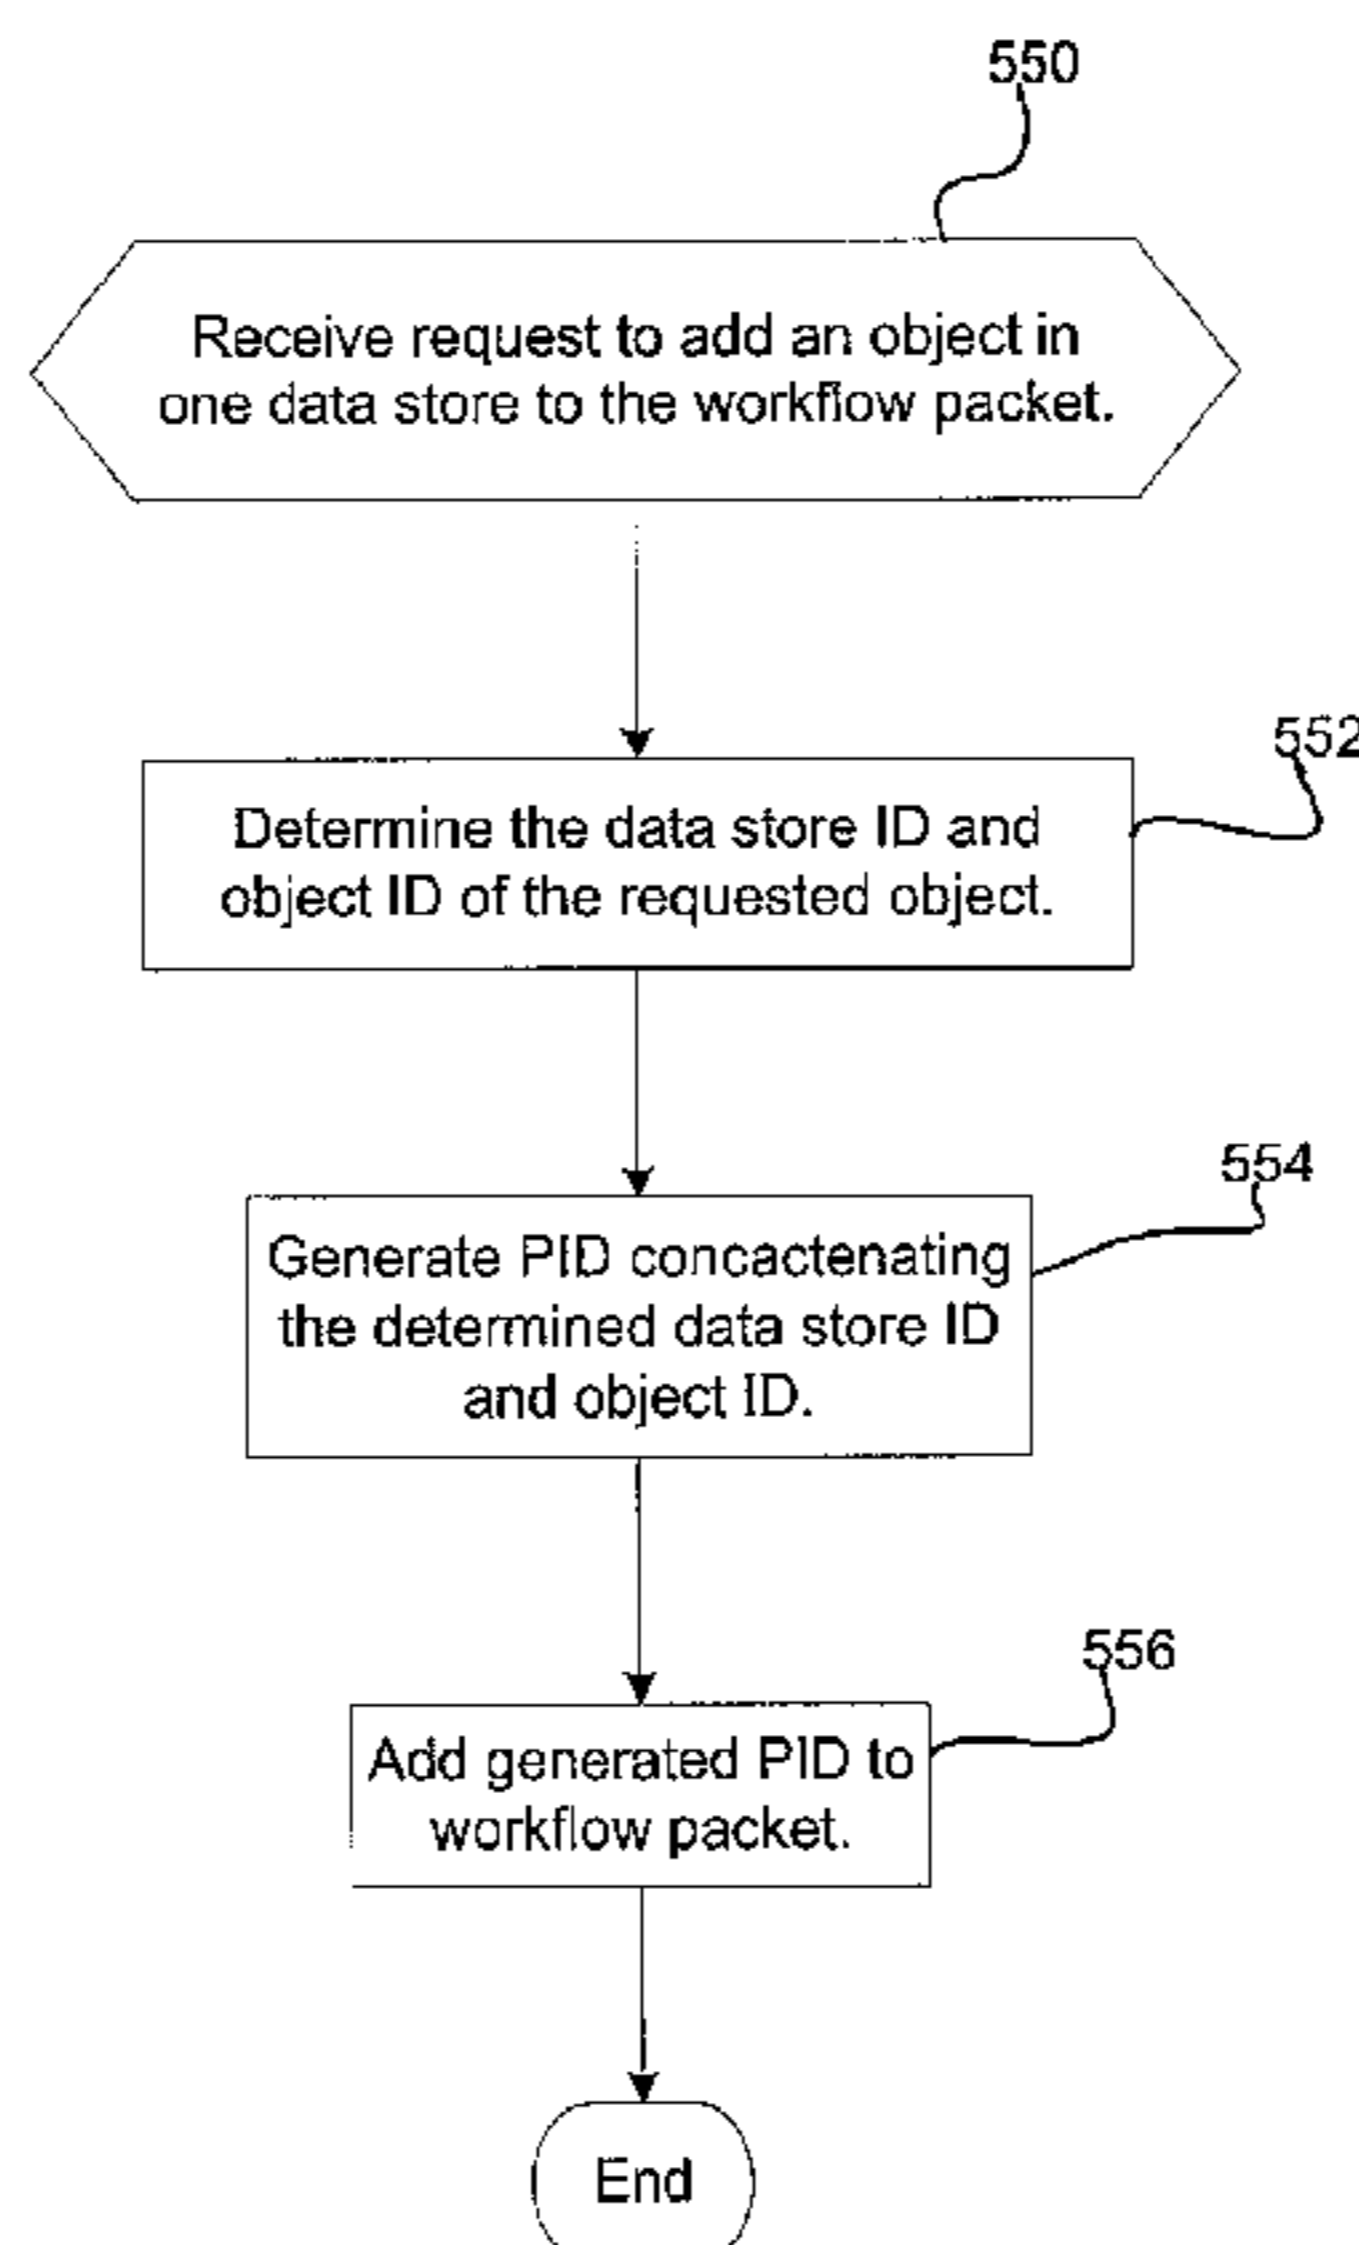 550
Receive request to add an object in
one data store to the workflow packet.
552
Determine the data store ID and
object ID of the requested object.
554
Generate PID concactenating
the determined data store ID
and object ID.
556
Add generated PID to
workflow packet.
End